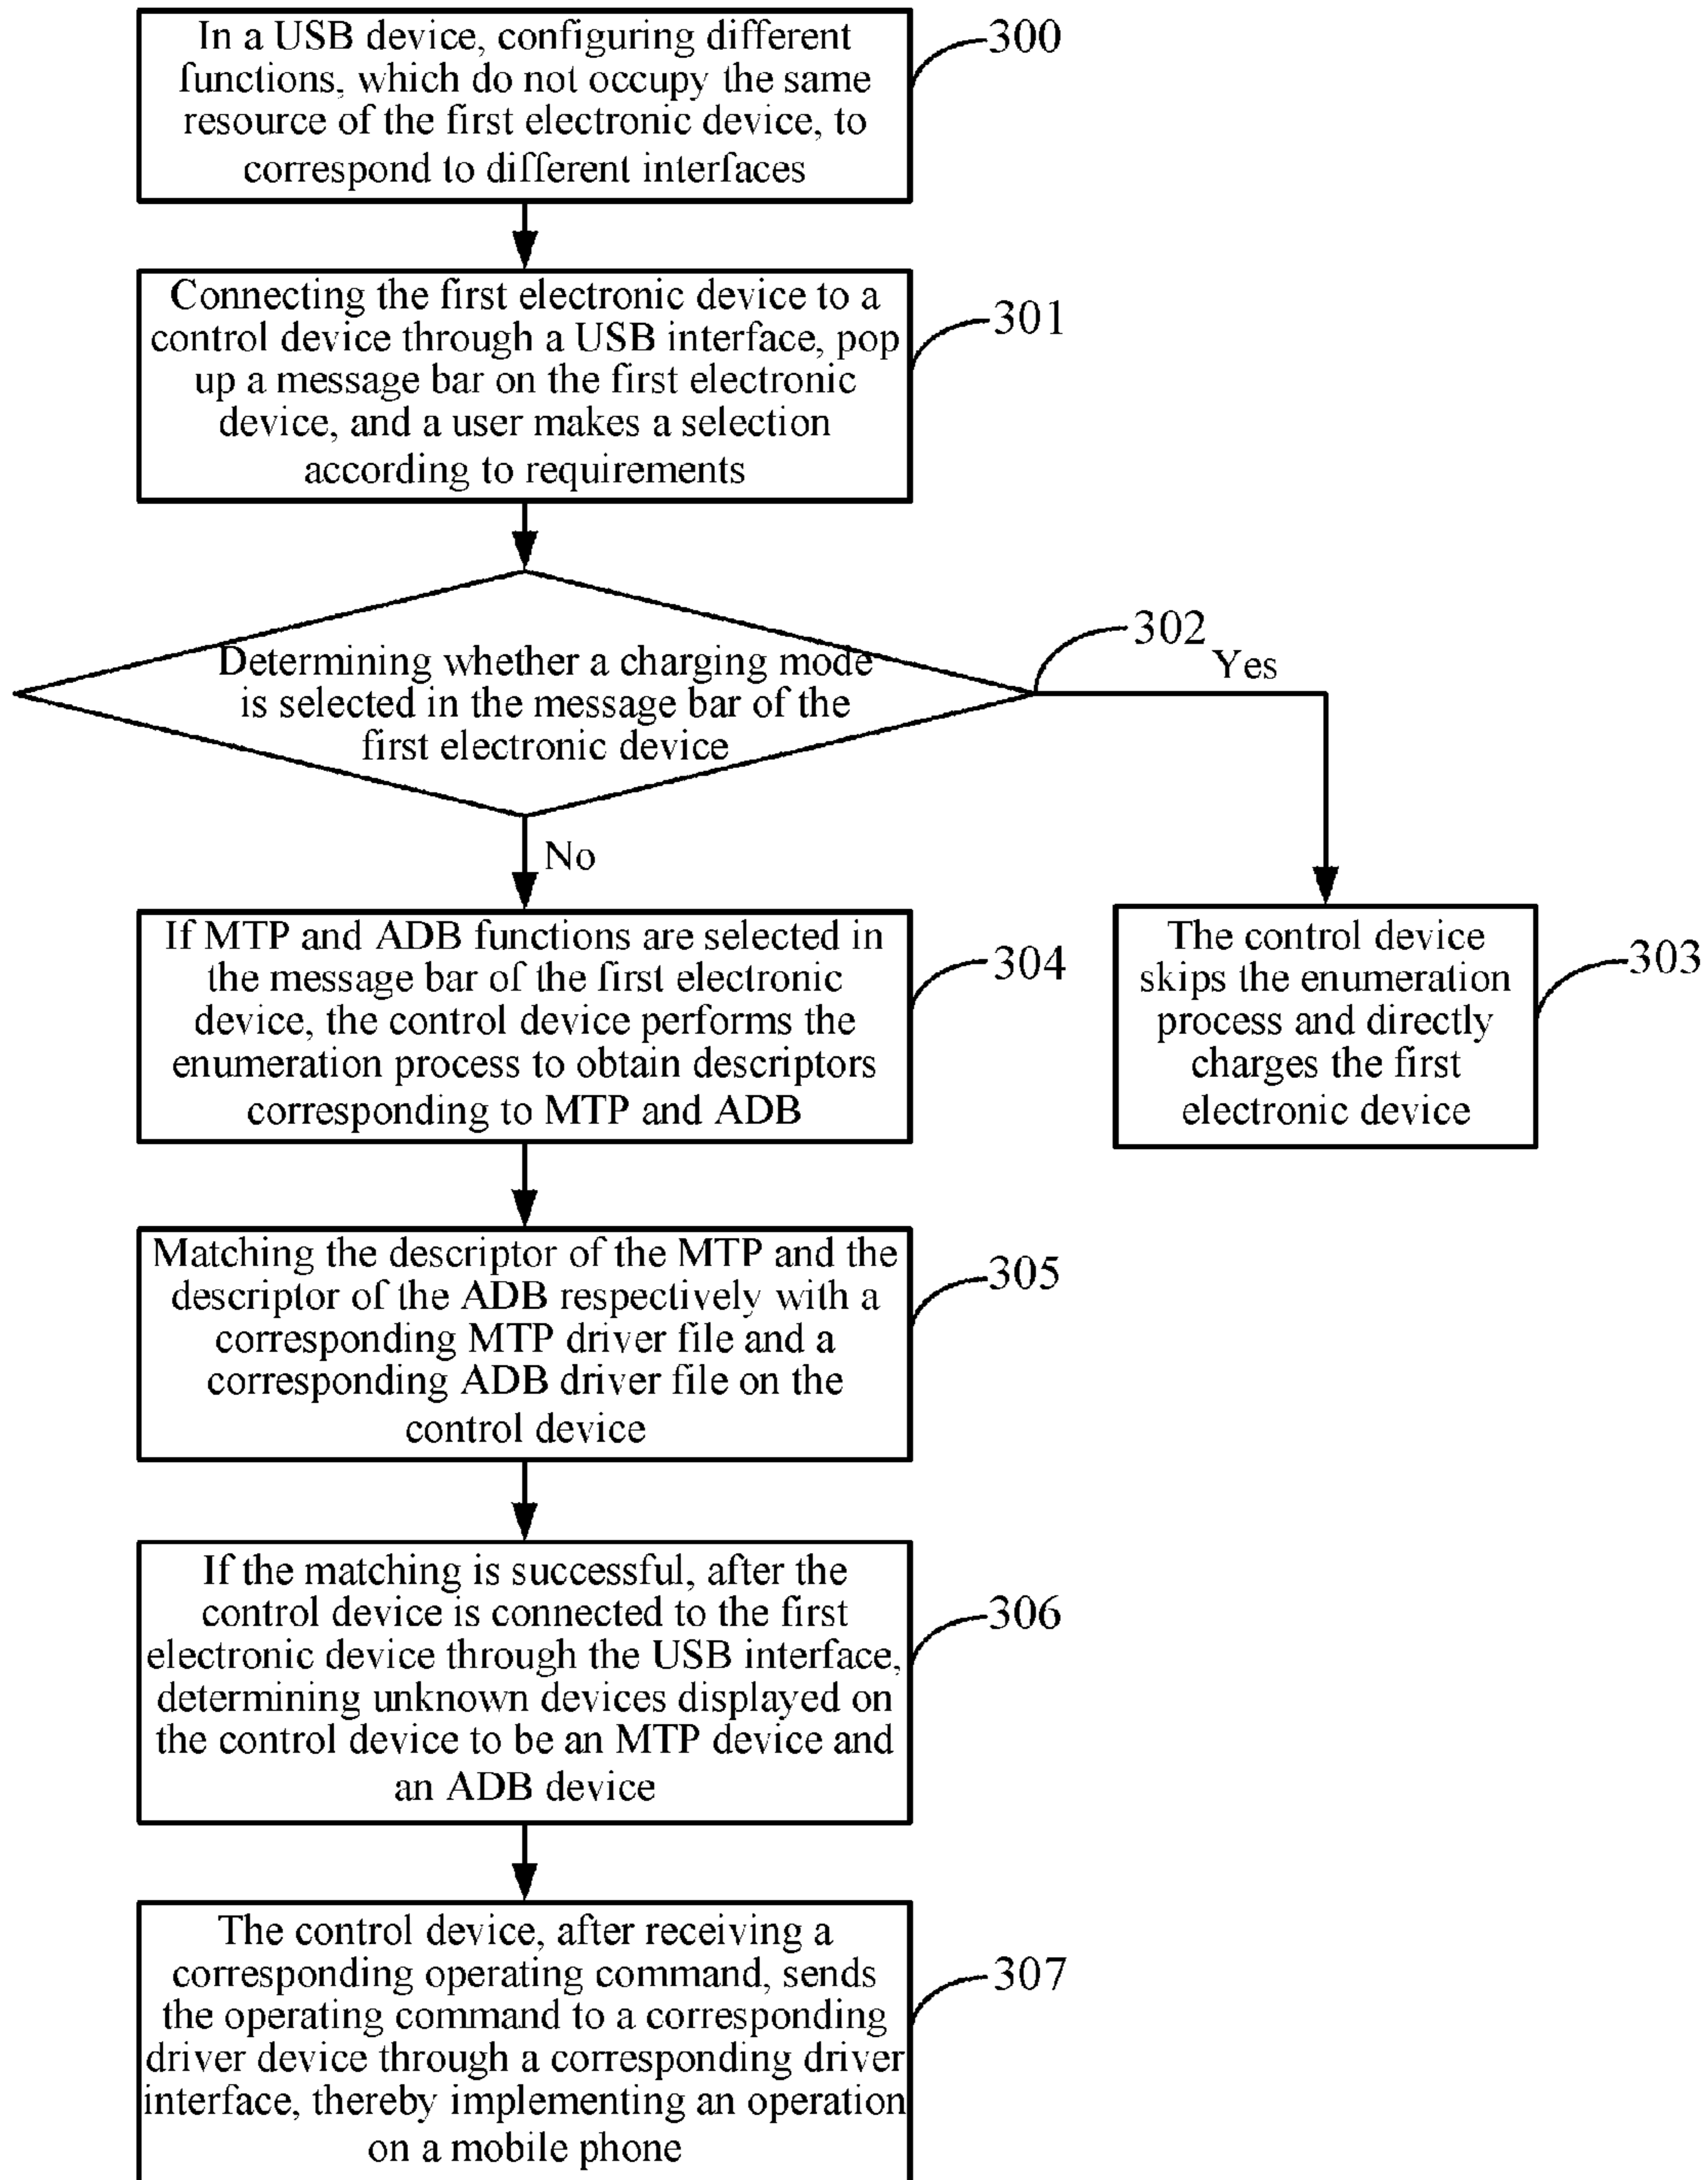 In a USB device, configuring different
functions, which do not occupy the same
resource of the first electronic device, to
correspond to different interfaces
300
Connecting the first electronic device to a
control device through a USB interface, pop
up a message bar on the first electronic
device, and a user makes a selection
according to requirements
301
Determining whether a charging mode
is selected in the message bar of the
first electronic device
302
Yes
No
If MTP and ADB functions are selected in
the message bar of the first electronic
device, the control device performs the
enumeration process to obtain descriptors
corresponding to MTP and ADB
304
The control device
skips the enumeration
process and directly
charges the first
electronic device
303
Matching the descriptor of the MTP and the
descriptor of the ADB respectively with a
corresponding MTP driver file and a
corresponding ADB driver file on the
control device
305
If the matching is successful, after the
control device is connected to the first
electronic device through the USB interface,
determining unknown devices displayed on
the control device to be an MTP device and
an ADB device
306
The control device, after receiving a
corresponding operating command, sends
the operating command to a corresponding
driver device through a corresponding driver
interface, thereby implementing an operation
on a mobile phone
307